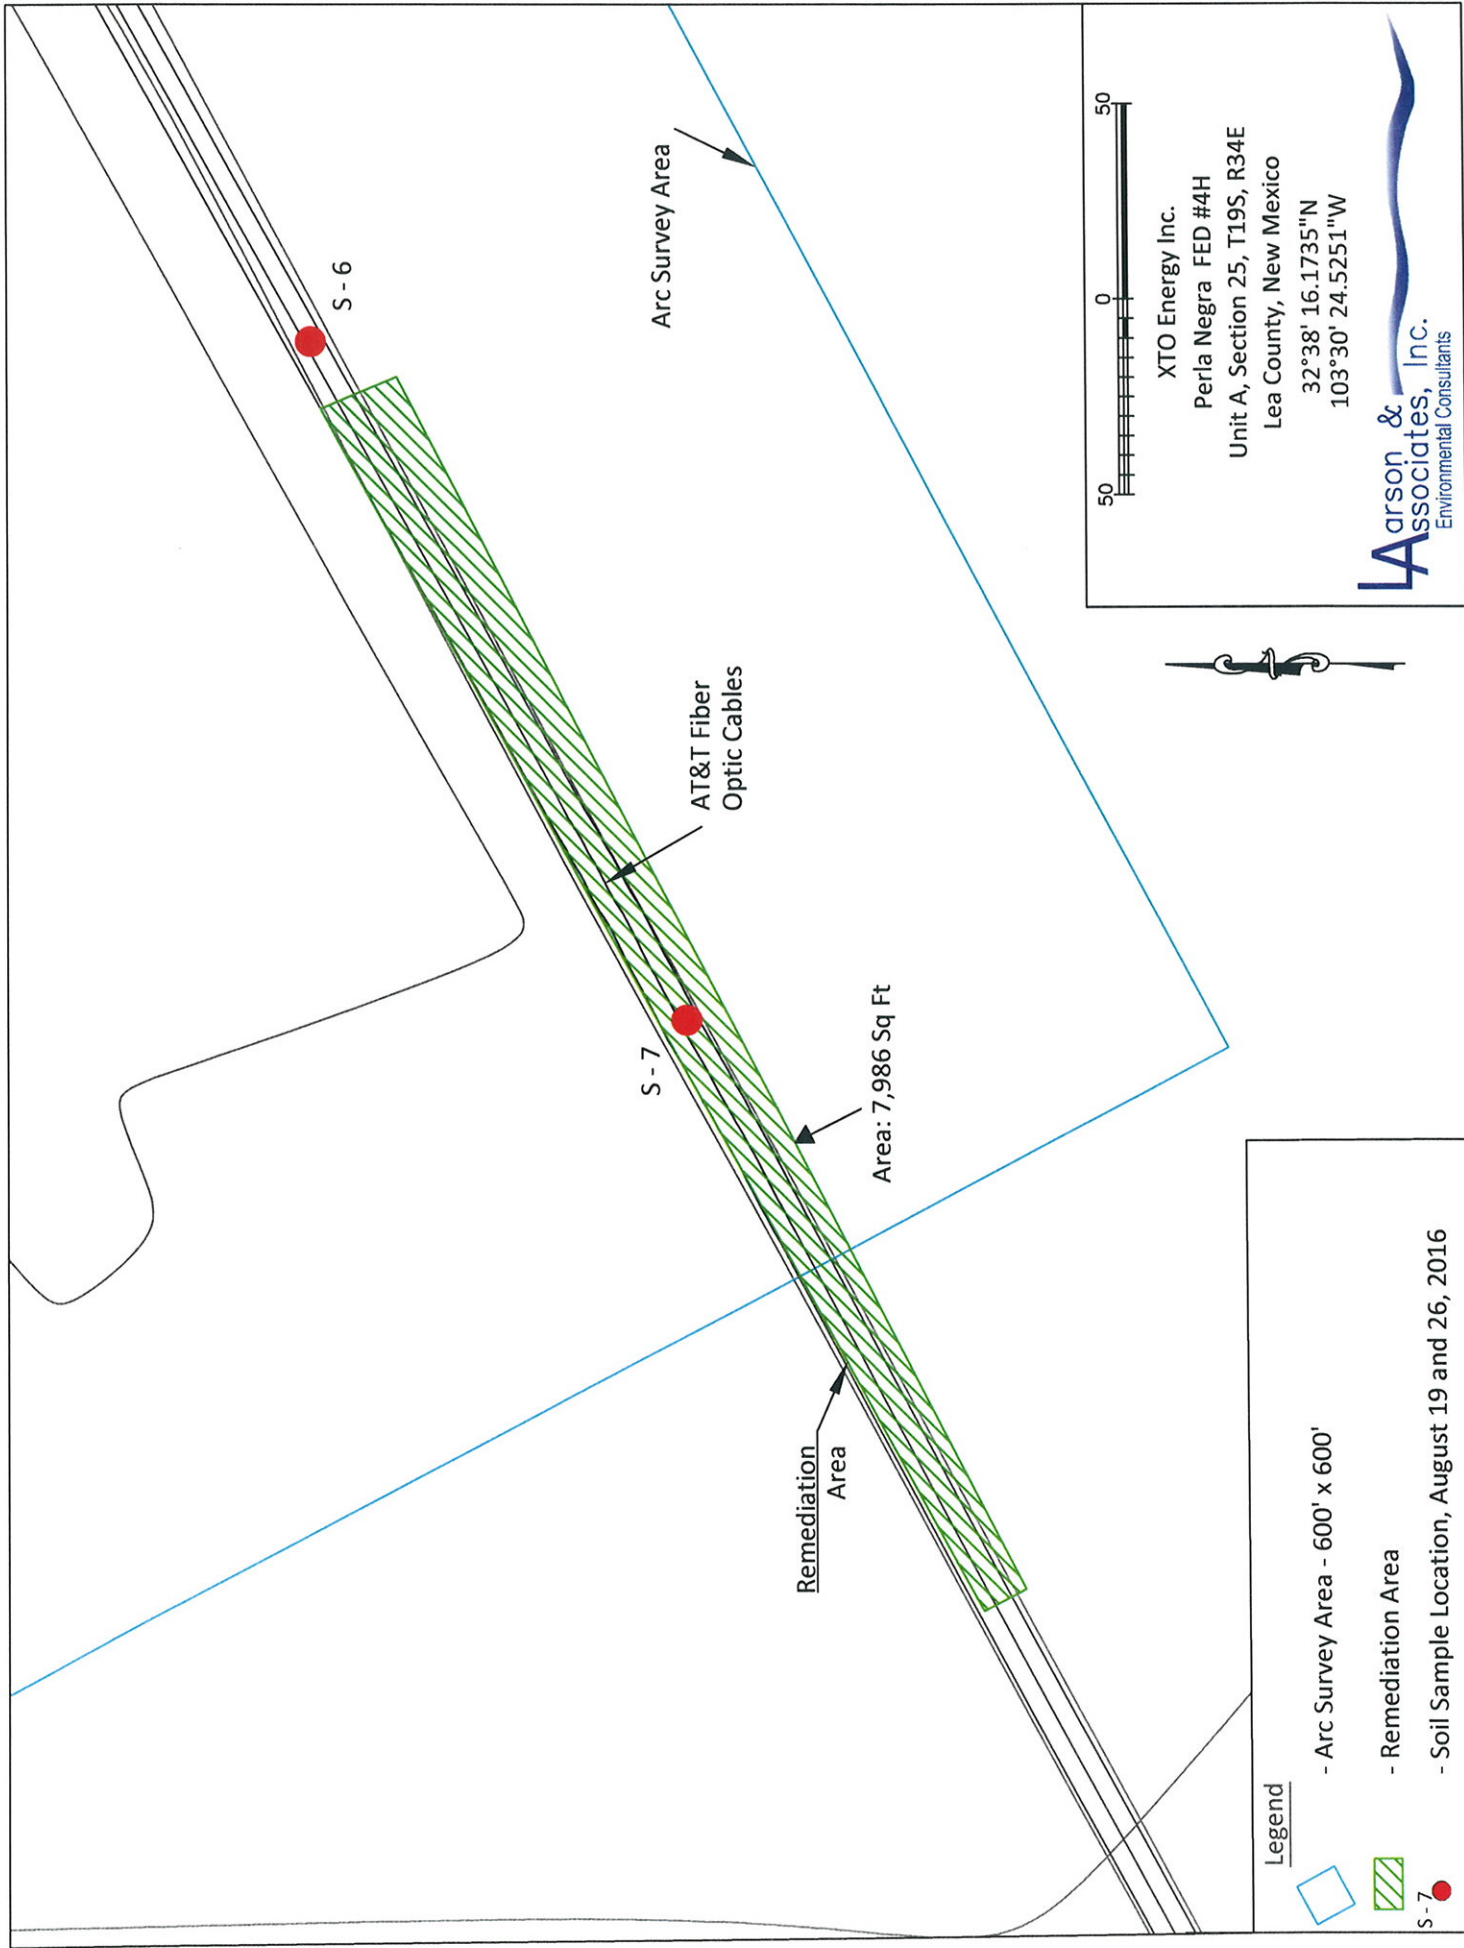 S - 6
Arc Survey Area
AT&T Fiber
Optic Cables
S - 7
Area: 7,986 Sq Ft
Remediation
Area
Legend
- Arc Survey Area - 600' x 600'
- Remediation Area
S - 7
- Soil Sample Location, August 19 and 26, 2016
50 0 50
XTO Energy Inc.
Perla Negra FED #4H
Unit A, Section 25, T19S, R34E
Lea County, New Mexico
32°38' 16.1735"N
103°30' 24.5251"W
Larson &
Associates, Inc.
Environmental Consultants